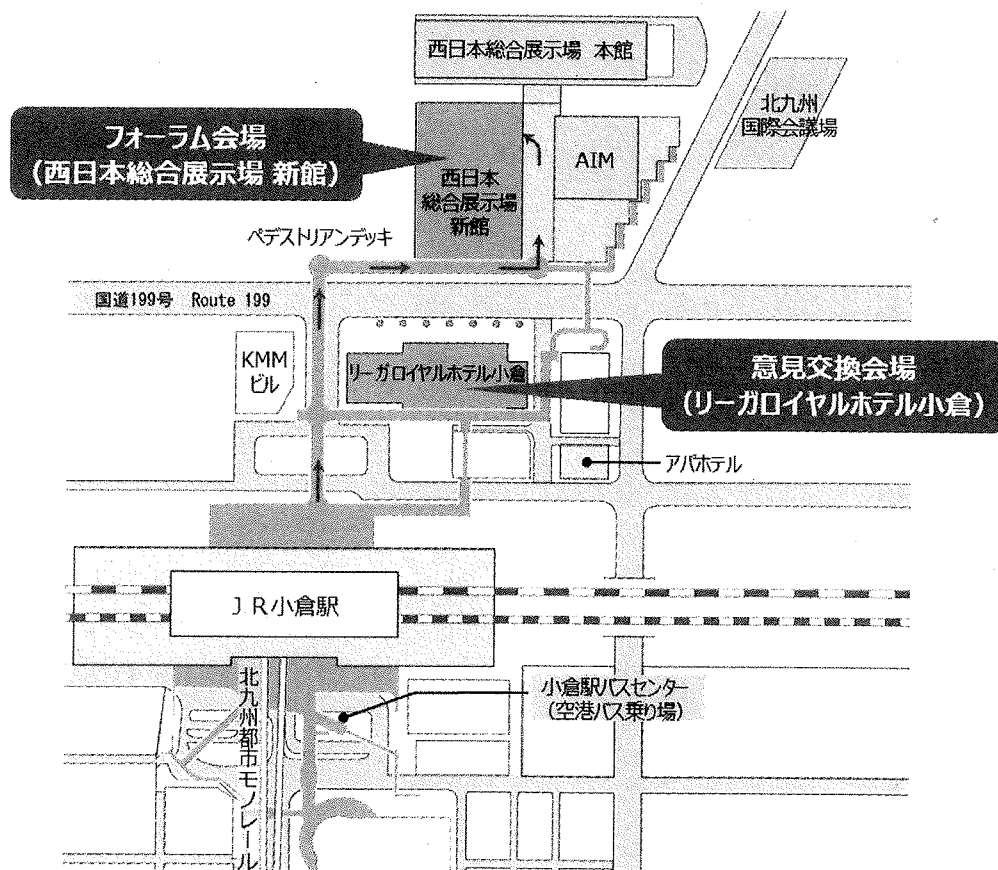 西日本総合展示場 本館
北九州
国際会議場
フォーラム会場
(西日本総合展示場 新館)
AIM
西日本
総合展示場
新館
ペデストリアンデッキ
国道199号 Route 199
KMM
ビル
リーガロイヤルホテル小倉
意見交換会場
(リーガロイヤルホテル小倉)
アパホテル
JR小倉駅
北九州都市モノレール
小倉駅バスセンター
(空港バス乗り場)